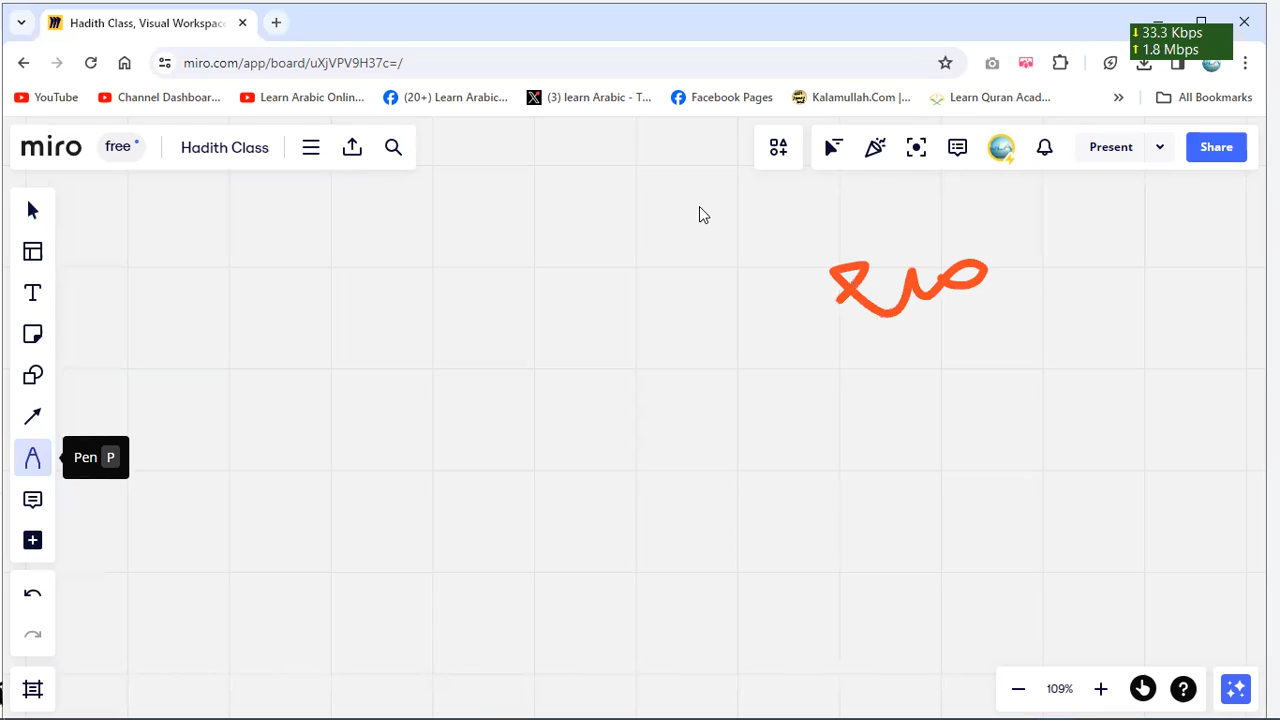 Hadith Class, Visual Workspac
33.3 Kbps
1.8 Mbps
miro.com/app/board/uXjVPV9H37c=/
YouTube
Channel Dashboar...
Learn Arabic Onlin...
(20+) Learn Arabic...
(3) learn Arabic - T...
Facebook Pages
Kalamullah.Com |...
Learn Quran Acad...
All Bookmarks
miro
free
Hadith Class
Present
Share
Pen P
109%